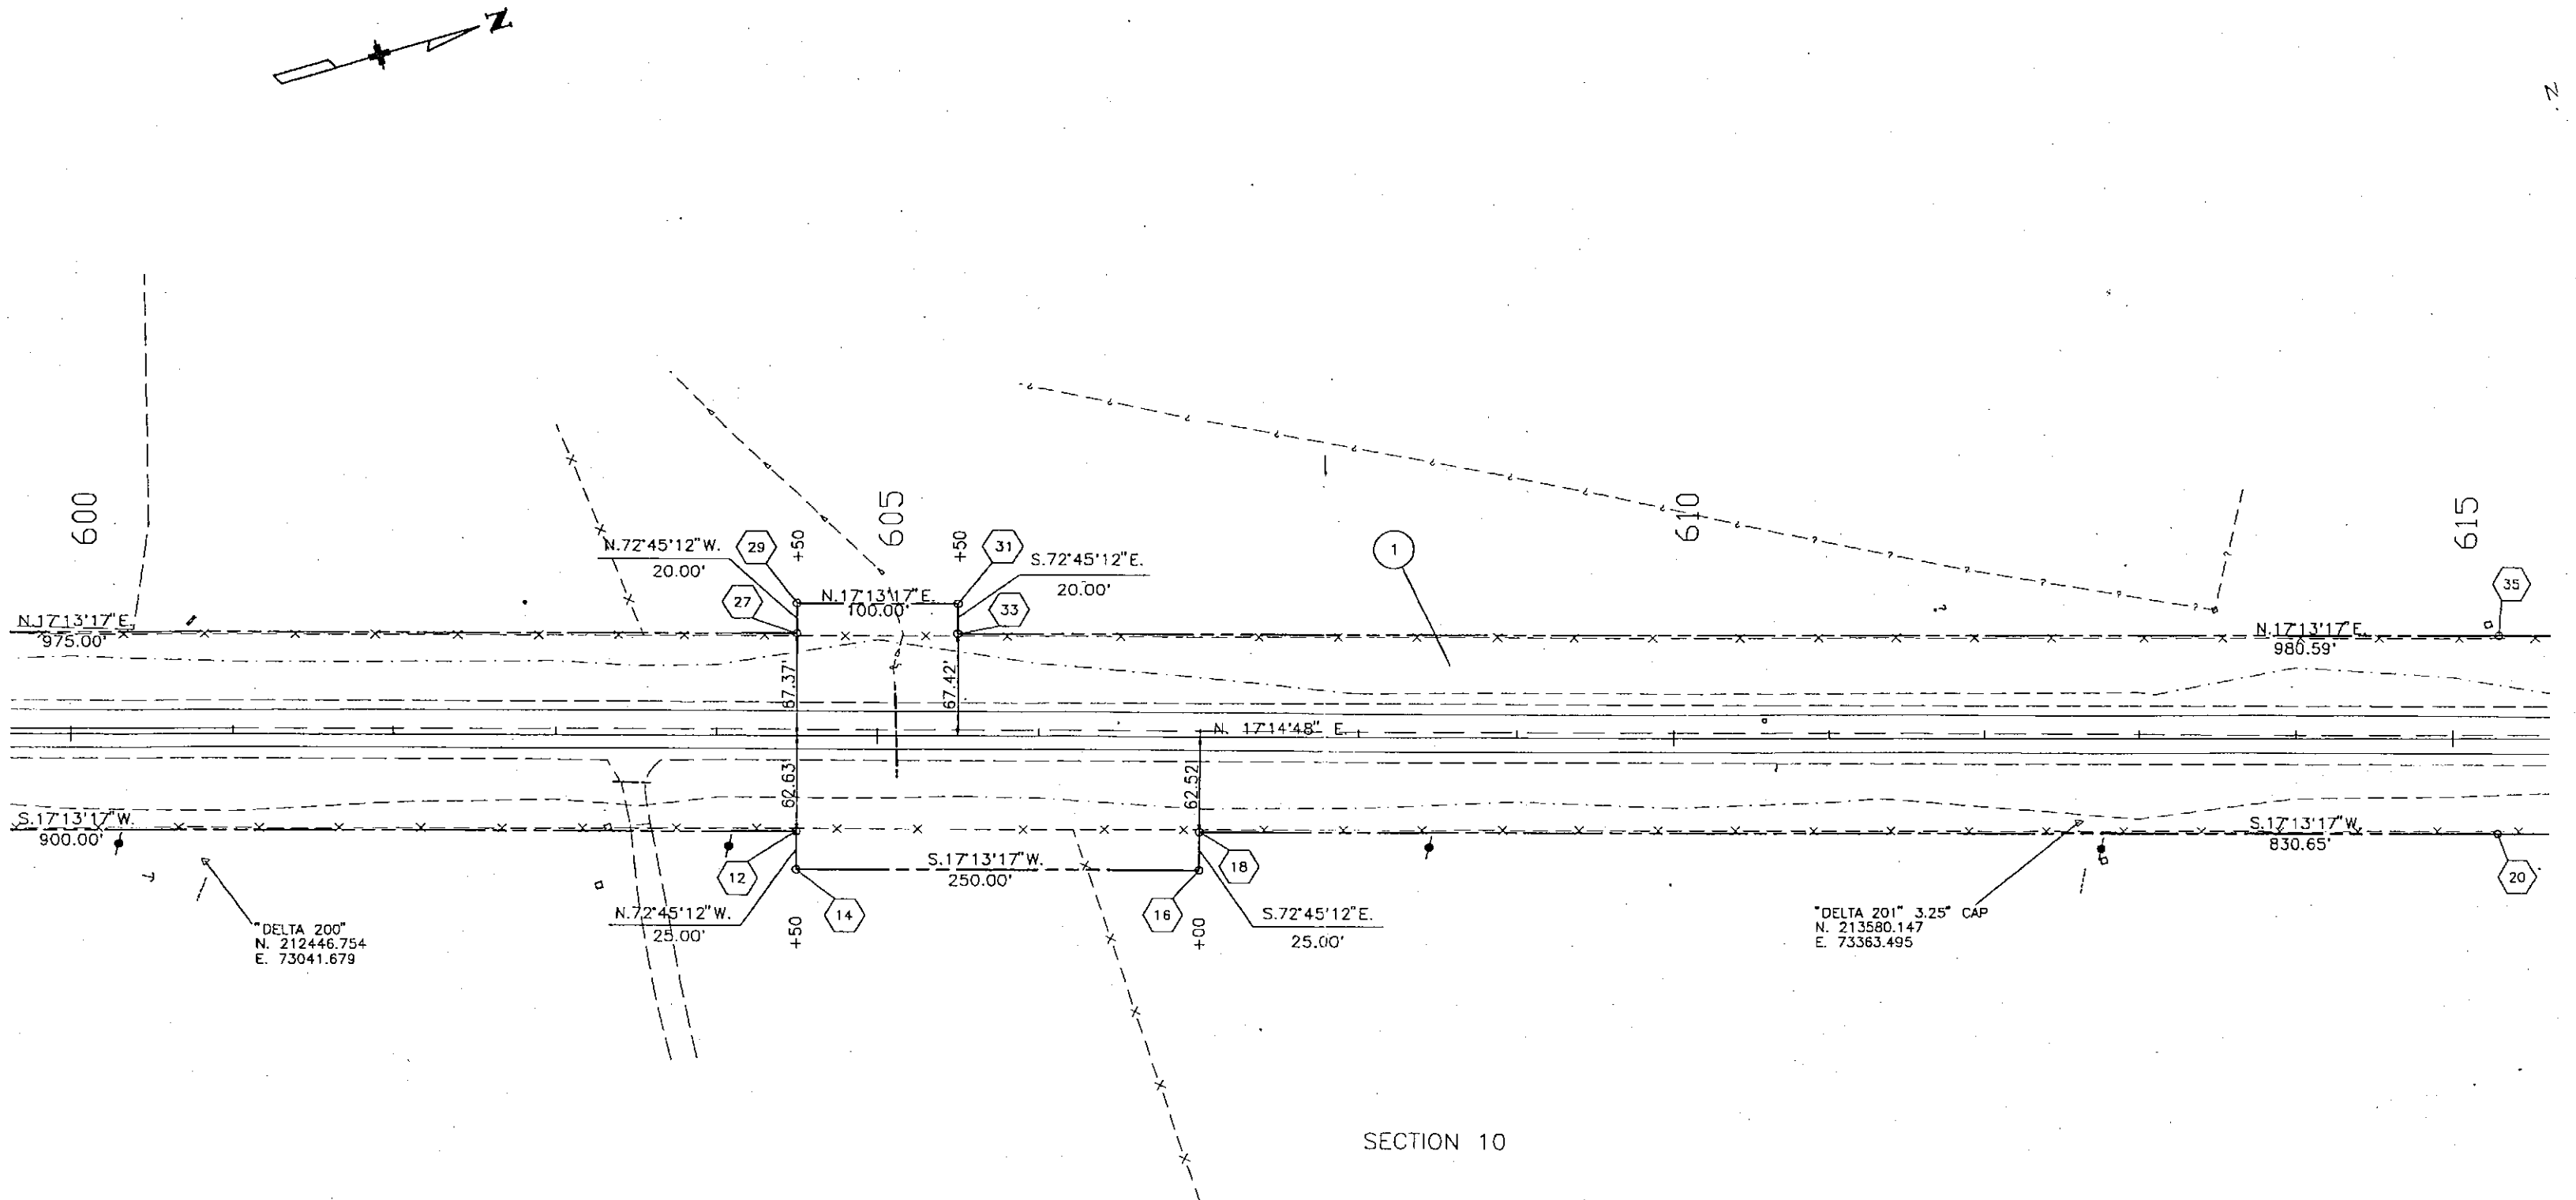 N
N
600
605
610
615
N.72°45'12"W.
20.00'
29
+50
+50
31
S.72°45'12"E.
20.00'
1
27
N.17°13'17"E.
100.00'
33
35
N.17°13'17"E.
975.00'
N.17°13'17"E.
980.59'
67.37'
67.42'
N. 17°14'48" E.
62.63'
62.52'
S.17°13'17"W.
900.00'
S.17°13'17"W.
250.00'
S.17°13'17"W.
830.65'
12
14
16
18
20
N.72°45'12"W.
25.00'
+50
+00
S.72°45'12"E.
25.00'
"DELTA 200"
N. 212446.754
E. 73041.679
"DELTA 201" 3.25" CAP
N. 213580.147
E. 73363.495
SECTION 10